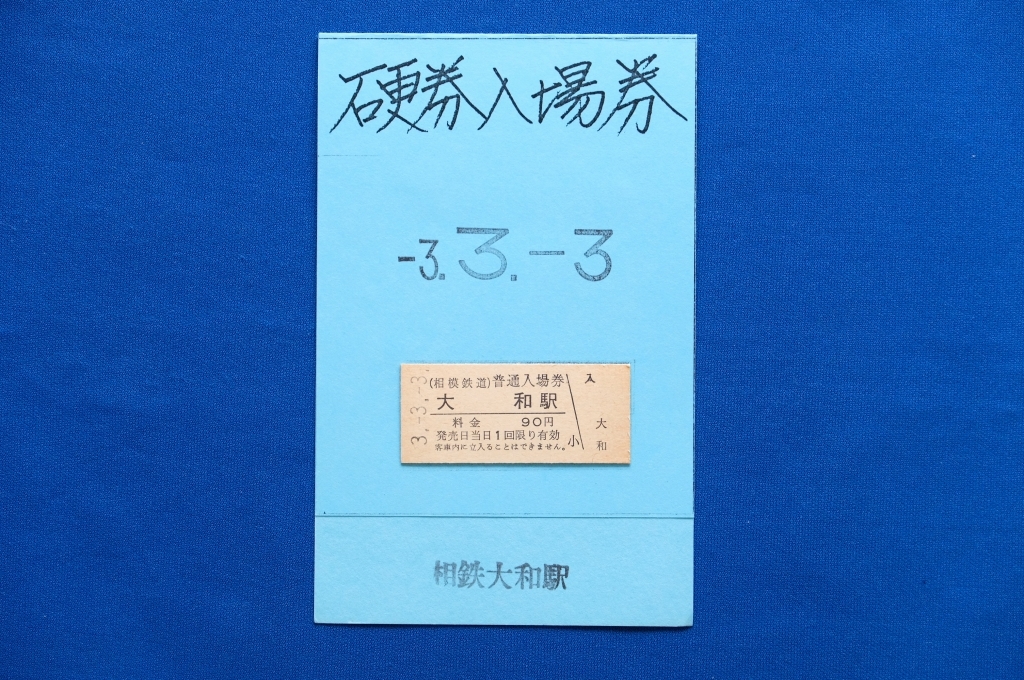 硬券入場券
-3.3.-3
3.-3.-3.
(相模鉄道)普通入場券
大和駅
料金 90円
発売日当日1回限り有効
客車内に立入ることはできません。
小
入
大和
相鉄大和駅